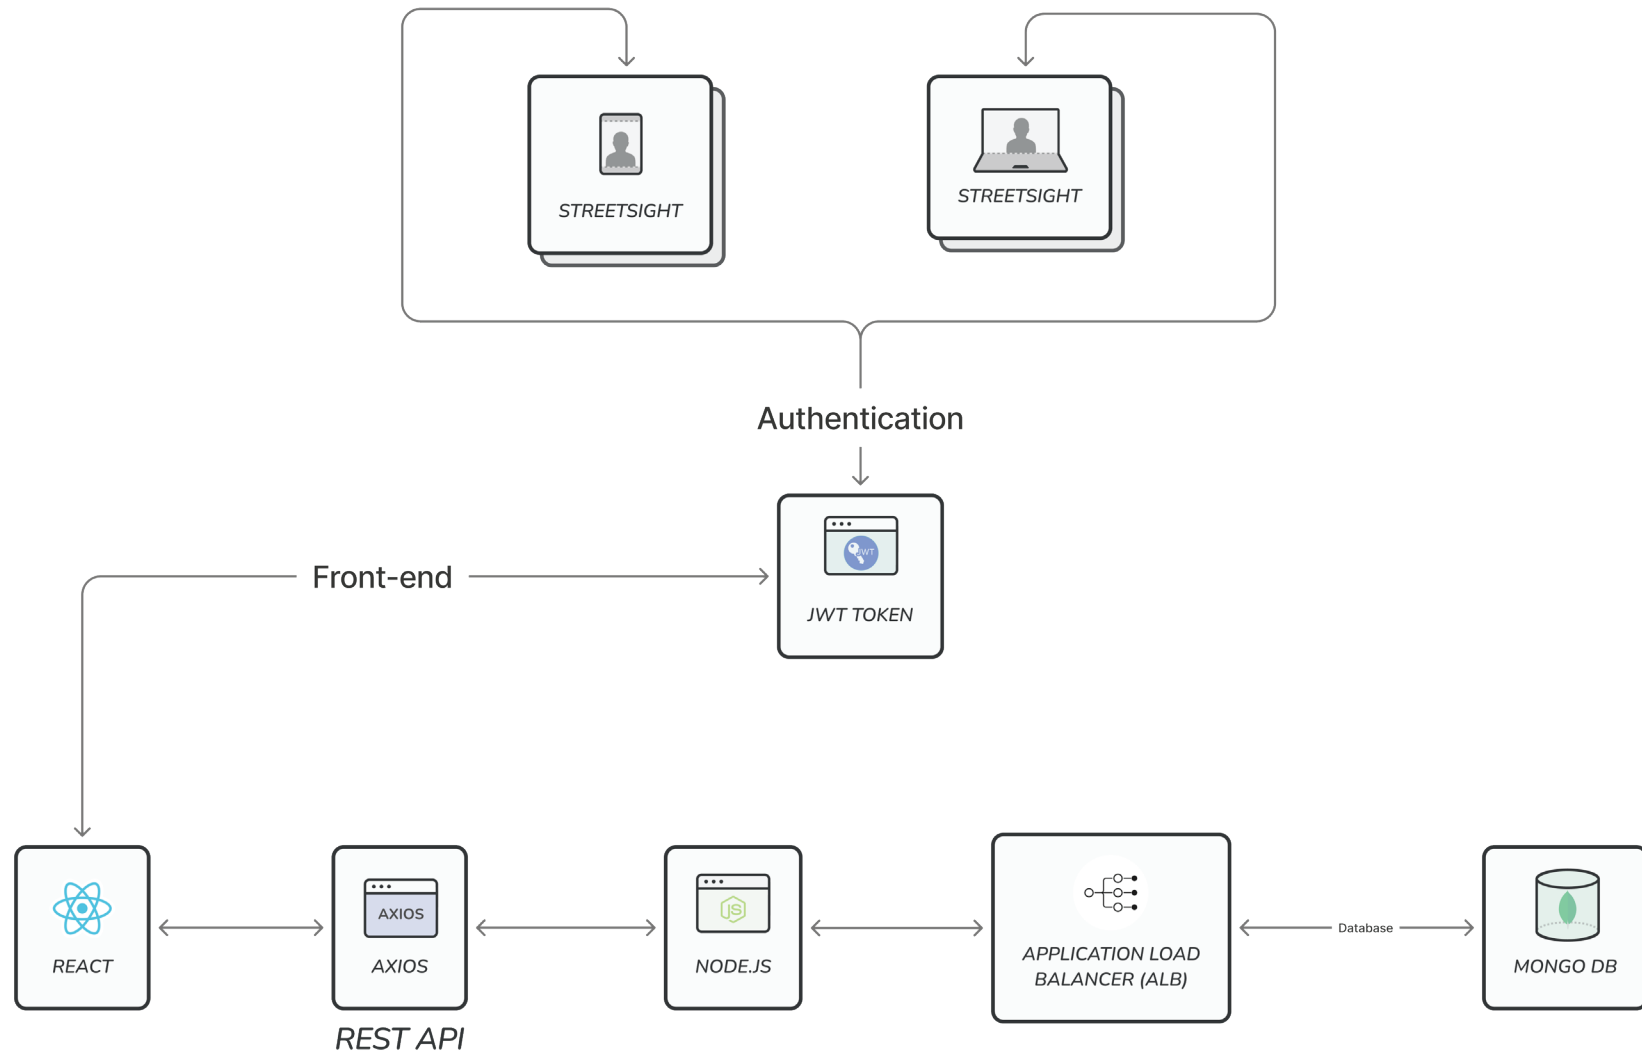 STREETSIGHT
STREETSIGHT
Authentication
Front-end
JWT
JWT TOKEN
REACT
AXIOS
AXIOS
REST API
JS
NODE.JS
APPLICATION LOAD
BALANCER (ALB)
Database
MONGO DB